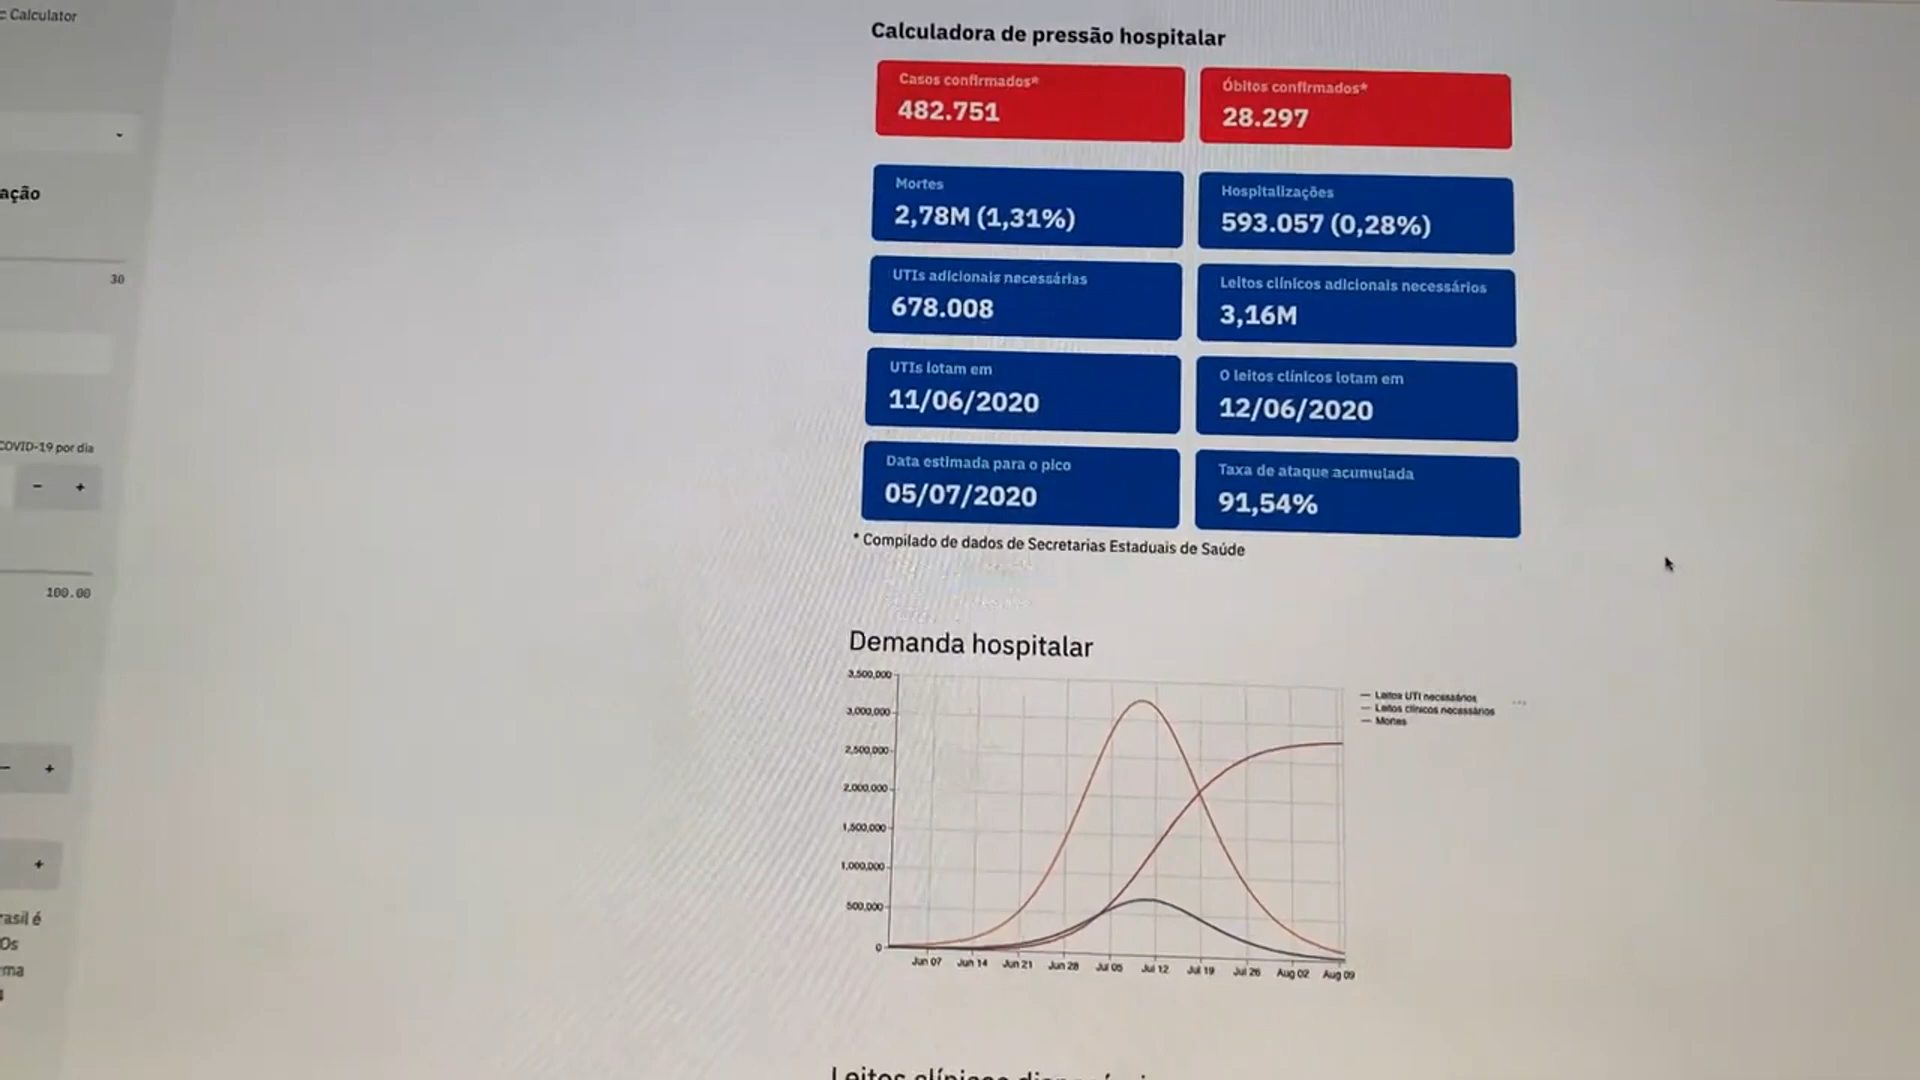 Calculator
ação
30
COVID-19 por dia
- +
100.00
- +
+
rasil é
Os
ma
Calculadora de pressão hospitalar
Casos confirmados*
482.751
Óbitos confirmados*
28.297
Mortes
2,78M (1,31%)
Hospitalizações
593.057 (0,28%)
UTIs adicionais necessárias
678.008
Leitos clínicos adicionais necessários
3,16M
UTIs lotam em
11/06/2020
O leitos clínicos lotam em
12/06/2020
Data estimada para o pico
05/07/2020
Taxa de ataque acumulada
91,54%
* Compilado de dados de Secretarias Estaduais de Saúde
Demanda hospitalar
3,500,000
3,000,000
2,500,000
2,000,000
1,500,000
1,000,000
500,000
0
Jun 07 Jun 14 Jun 21 Jun 28 Jul 05 Jul 12 Jul 19 Jul 26 Aug 02 Aug 09
Leitos UTI necessários
Leitos clínicos necessários
Mortes
Leitos clínicos